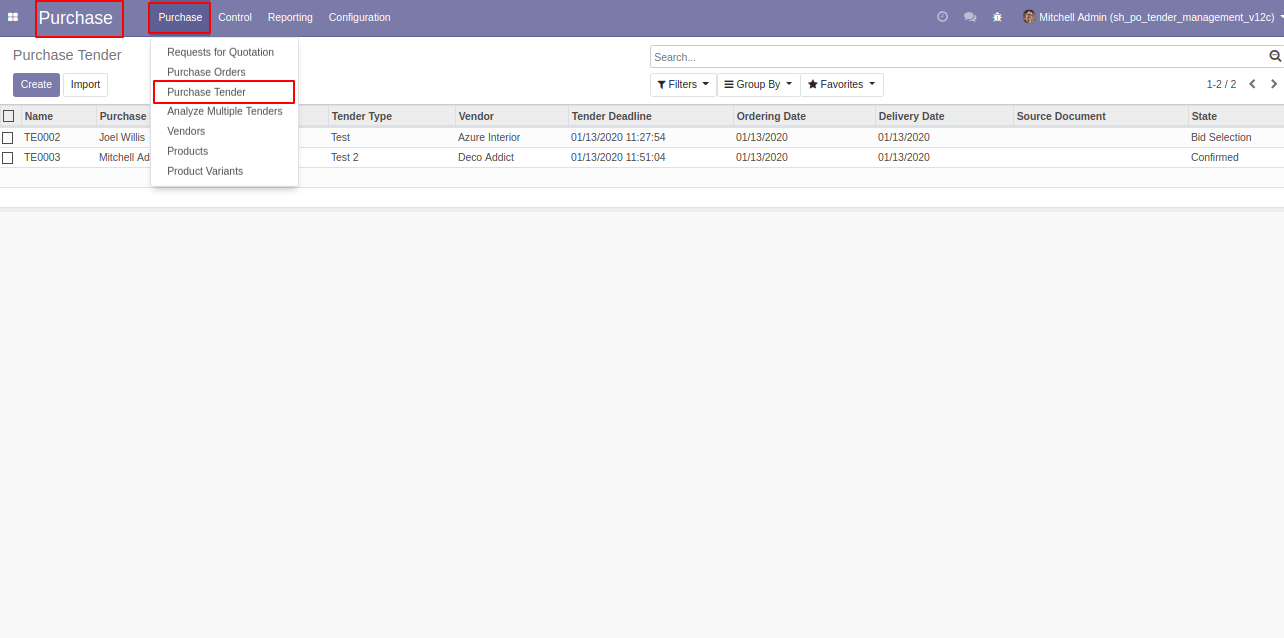 Purchase Purchase Control Reporting Configuration Mitchell Admin (sh_po_tender_management_v12c)
Purchase Tender
Search...
Create Import
Filters Group By Favorites 1-2 / 2
Requests for Quotation
Purchase Orders
Purchase Tender
Analyze Multiple Tenders
Vendors
Products
Product Variants
Name Purchase Tender Type Vendor Tender Deadline Ordering Date Delivery Date Source Document State
TE0002 Joel Willis Test Azure Interior 01/13/2020 11:27:54 01/13/2020 01/13/2020 Bid Selection
TE0003 Mitchell Ad Test 2 Deco Addict 01/13/2020 11:51:04 01/13/2020 01/13/2020 Confirmed